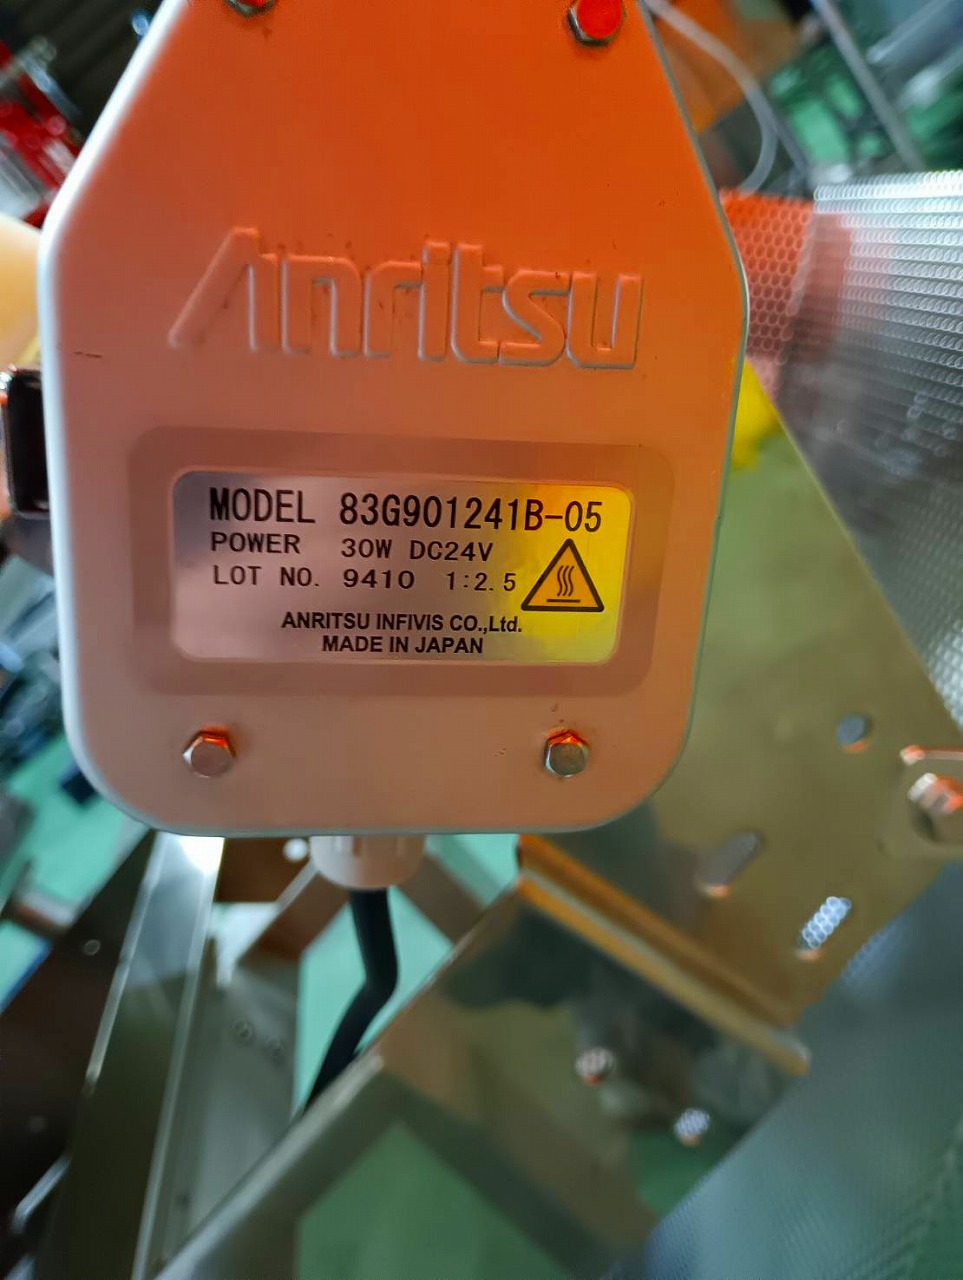 Anritsu
MODEL 83G901241B-05
POWER 30W DC24V
LOT NO. 9410 1:2.5
ANRITSU INFIVIS CO.,Ltd.
MADE IN JAPAN